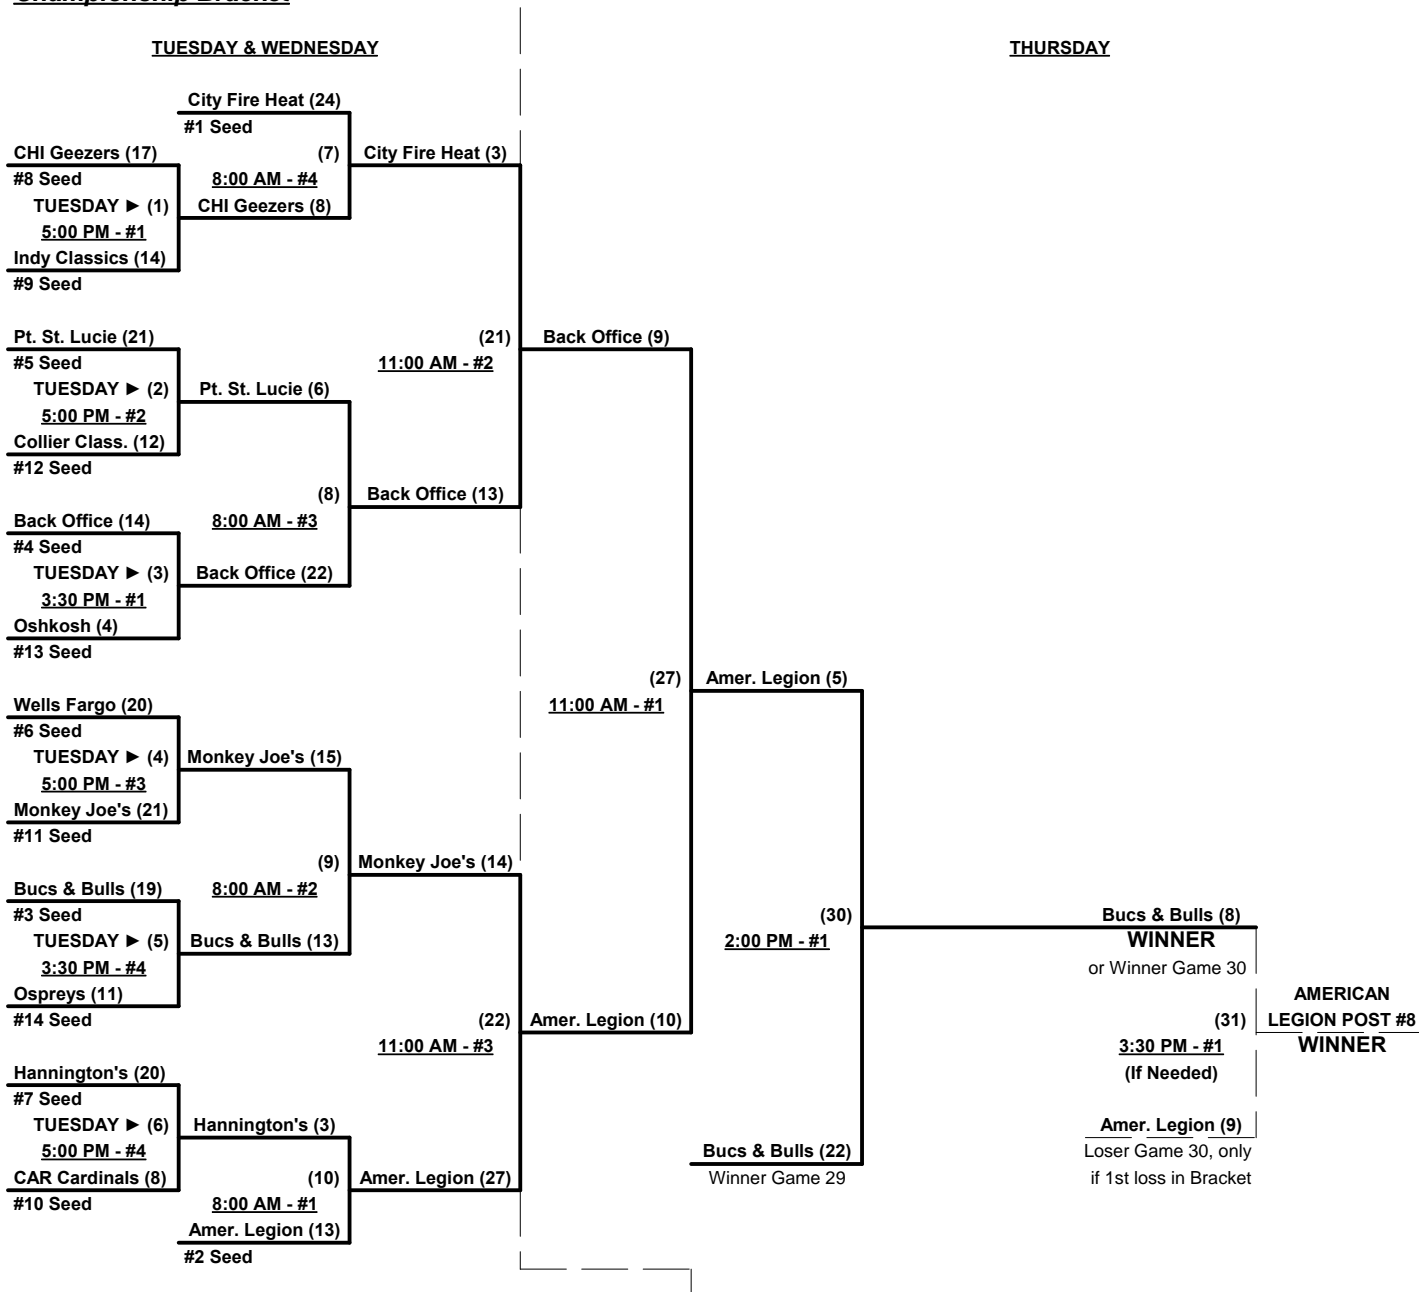 Championship Bracket
TUESDAY & WEDNESDAY
THURSDAY
City Fire Heat (24)
#1 Seed
CHI Geezers (17)
(7)
City Fire Heat (3)
#8 Seed
8:00 AM - #4
TUESDAY ► (1)
CHI Geezers (8)
5:00 PM - #1
Indy Classics (14)
#9 Seed
Pt. St. Lucie (21)
(21)
Back Office (9)
#5 Seed
11:00 AM - #2
TUESDAY ► (2)
Pt. St. Lucie (6)
5:00 PM - #2
Collier Class. (12)
#12 Seed
(8)
Back Office (13)
Back Office (14)
8:00 AM - #3
#4 Seed
TUESDAY ► (3)
Back Office (22)
3:30 PM - #1
Oshkosh (4)
#13 Seed
(27)
Amer. Legion (5)
Wells Fargo (20)
11:00 AM - #1
#6 Seed
TUESDAY ► (4)
Monkey Joe's (15)
5:00 PM - #3
Monkey Joe's (21)
#11 Seed
(9)
Monkey Joe's (14)
Bucs & Bulls (19)
8:00 AM - #2
#3 Seed
(30)
Bucs & Bulls (8)
TUESDAY ► (5)
Bucs & Bulls (13)
2:00 PM - #1
WINNER
3:30 PM - #4
or Winner Game 30
Ospreys (11)
AMERICAN
#14 Seed
(22)
Amer. Legion (10)
(31)
LEGION POST #8
11:00 AM - #3
3:30 PM - #1
WINNER
Hannington's (20)
(If Needed)
#7 Seed
TUESDAY ► (6)
Hannington's (3)
Amer. Legion (9)
5:00 PM - #4
Bucs & Bulls (22)
Loser Game 30, only
CAR Cardinals (8)
(10)
Amer. Legion (27)
Winner Game 29
if 1st loss in Bracket
#10 Seed
8:00 AM - #1
Amer. Legion (13)
#2 Seed